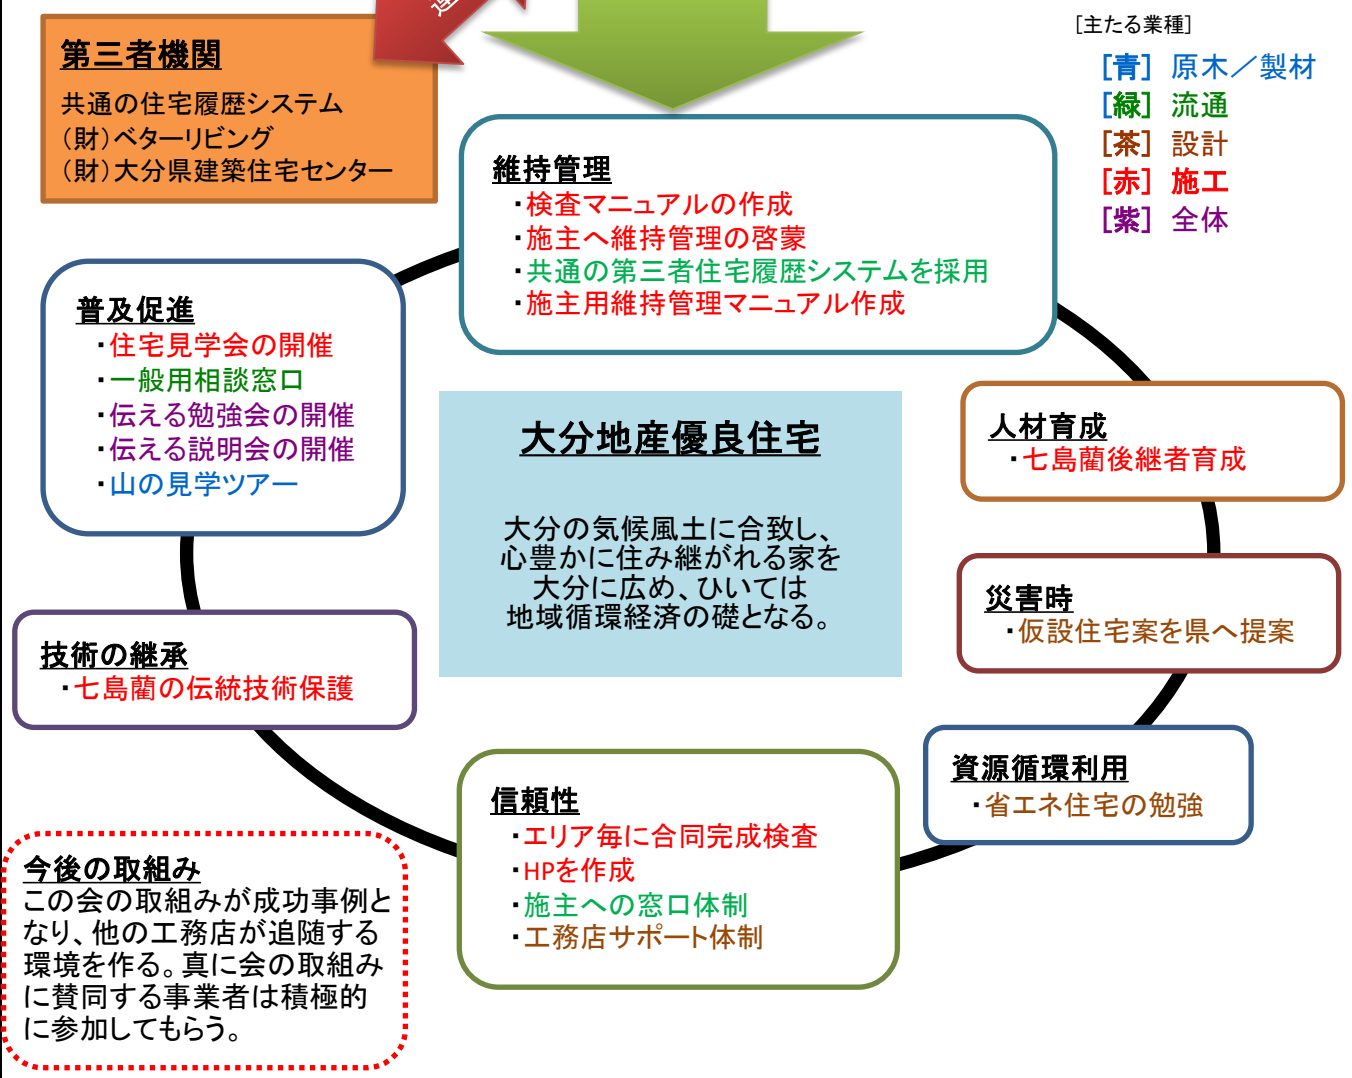 連
第三者機関
共通の住宅履歴システム
（財）ベターリビング
（財）大分県建築住宅センター
［主たる業種］
［青］ 原木／製材
［緑］ 流通
［茶］ 設計
［赤］ 施工
［紫］ 全体
維持管理
・検査マニュアルの作成
・施主へ維持管理の啓蒙
・共通の第三者住宅履歴システムを採用
・施主用維持管理マニュアル作成
普及促進
・住宅見学会の開催
・一般用相談窓口
・伝える勉強会の開催
・伝える説明会の開催
・山の見学ツアー
大分地産優良住宅
大分の気候風土に合致し、
心豊かに住み継がれる家を
大分に広め、ひいては
地域循環経済の礎となる。
人材育成
・七島藺後継者育成
災害時
・仮設住宅案を県へ提案
技術の継承
・七島藺の伝統技術保護
資源循環利用
・省エネ住宅の勉強
信頼性
・エリア毎に合同完成検査
・HPを作成
・施主への窓口体制
・工務店サポート体制
今後の取組み
この会の取組みが成功事例と
なり、他の工務店が追随する
環境を作る。真に会の取組み
に賛同する事業者は積極的
に参加してもらう。